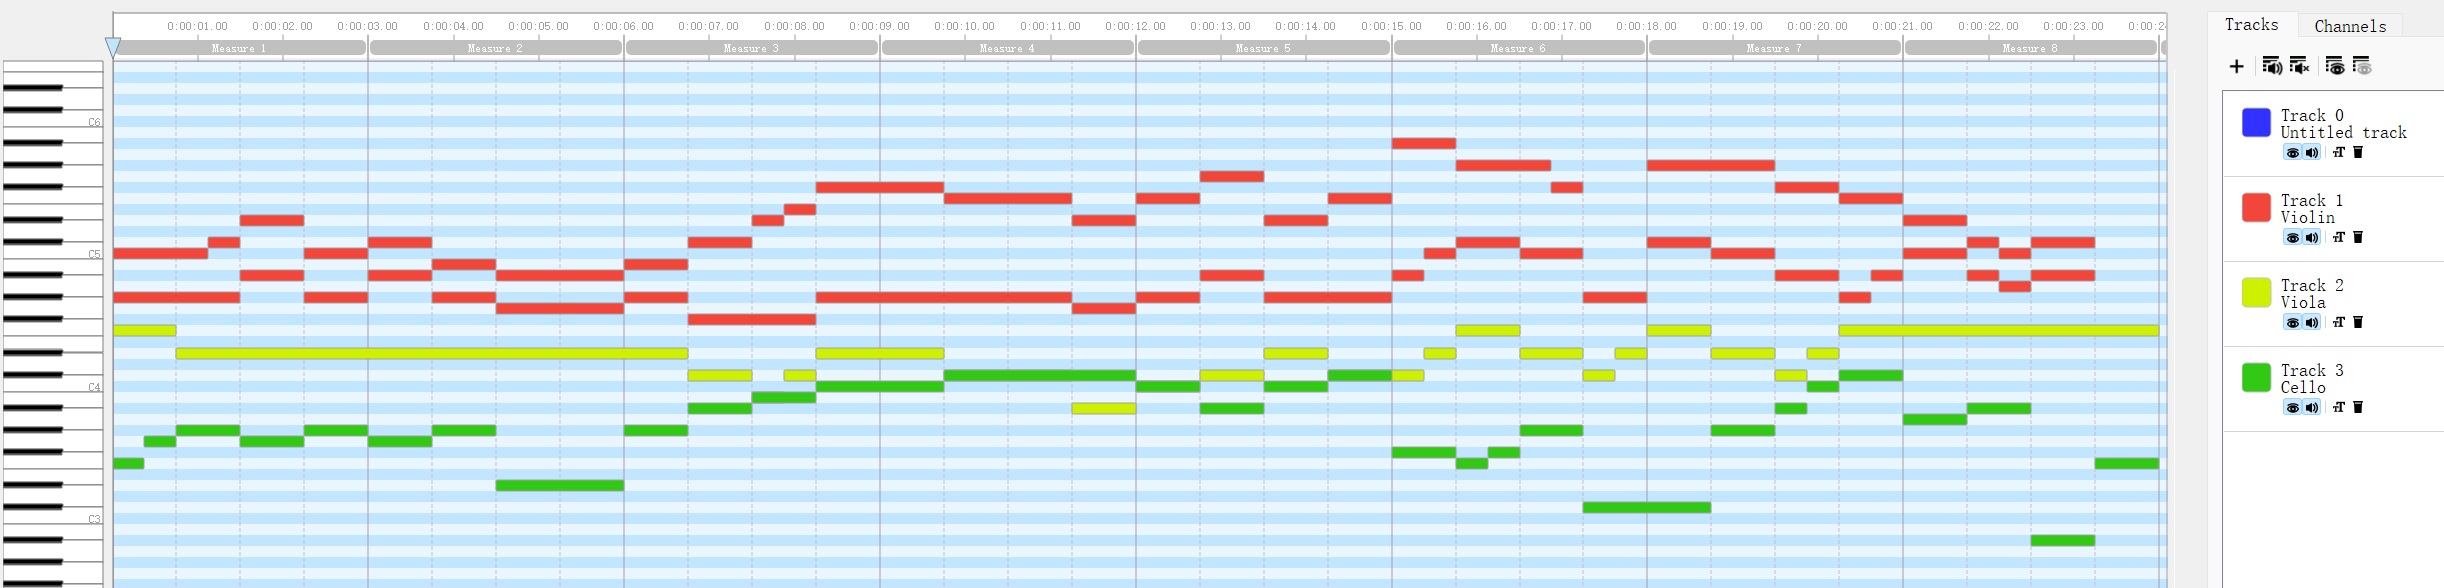 0:00:01.00 0:00:02.00 0:00:03.00 0:00:04.00 0:00:05.00 0:00:06.00 0:00:07.00 0:00:08.00 0:00:09.00 0:00:10.00 0:00:11.00 0:00:12.00 0:00:13.00 0:00:14.00 0:00:15.00 0:00:16.00 0:00:17.00 0:00:18.00 0:00:19.00 0:00:20.00 0:00:21.00 0:00:22.00 0:00:23.00 0:00:24
Measure 1 Measure 2 Measure 3 Measure 4 Measure 5 Measure 6 Measure 7 Measure 8
C6
C5
C4
C3
Tracks Channels
Track 0
Untitled track
Track 1
Violin
Track 2
Viola
Track 3
Cello